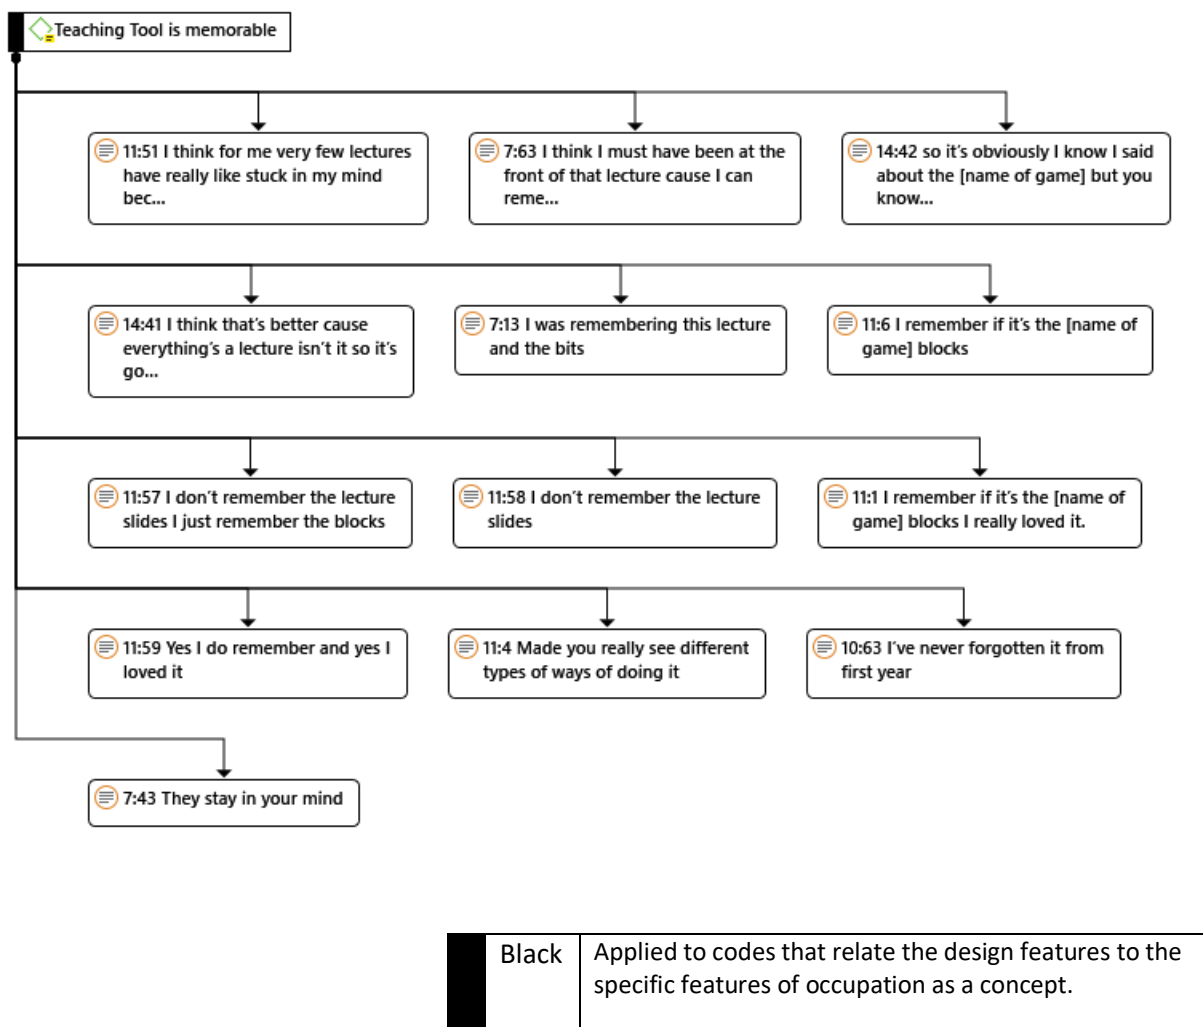 Teaching Tool is memorable
11:51 I think for me very few lectures
have really like stuck in my mind
bec...
7:63 I think I must have been at the
front of that lecture cause I can
reme...
14:42 so it's obviously I know I said
about the [name of game] but you
know...
14:41 I think that's better cause
everything's a lecture isn't it so it's
go...
7:13 I was remembering this lecture
and the bits
11:6 I remember if it's the [name of
game] blocks
11:57 I don't remember the lecture
slides I just remember the blocks
11:58 I don't remember the lecture
slides
11:1 I remember if it's the [name of
game] blocks I really loved it.
11:59 Yes I do remember and yes I
loved it
11:4 Made you really see different
types of ways of doing it
10:63 I've never forgotten it from
first year
7:43 They stay in your mind
Black
Applied to codes that relate the design features to the
specific features of occupation as a concept.